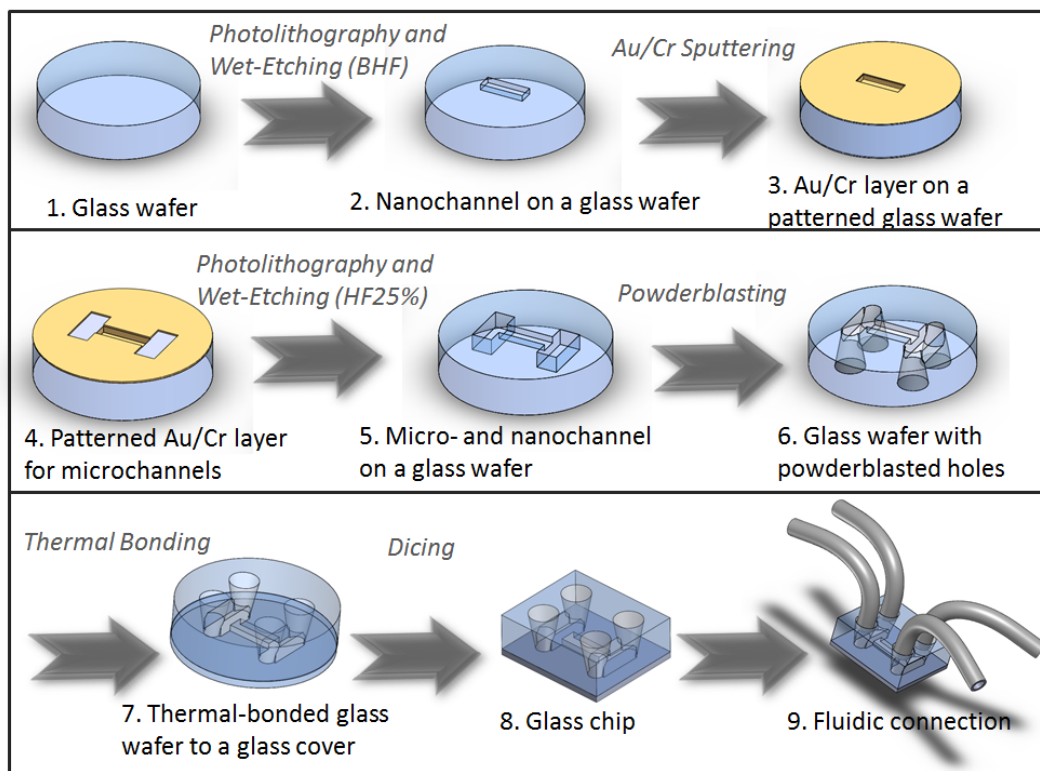 Photolithography and
Wet-Etching (BHF)
Au/Cr Sputtering
1. Glass wafer
2. Nanochannel on a glass wafer
3. Au/Cr layer on a
patterned glass wafer
Photolithography and
Wet-Etching (HF25%)
Powderblasting
4. Patterned Au/Cr layer
for microchannels
5. Micro- and nanochannel
on a glass wafer
6. Glass wafer with
powderblasted holes
Thermal Bonding
Dicing
7. Thermal-bonded glass
wafer to a glass cover
8. Glass chip
9. Fluidic connection